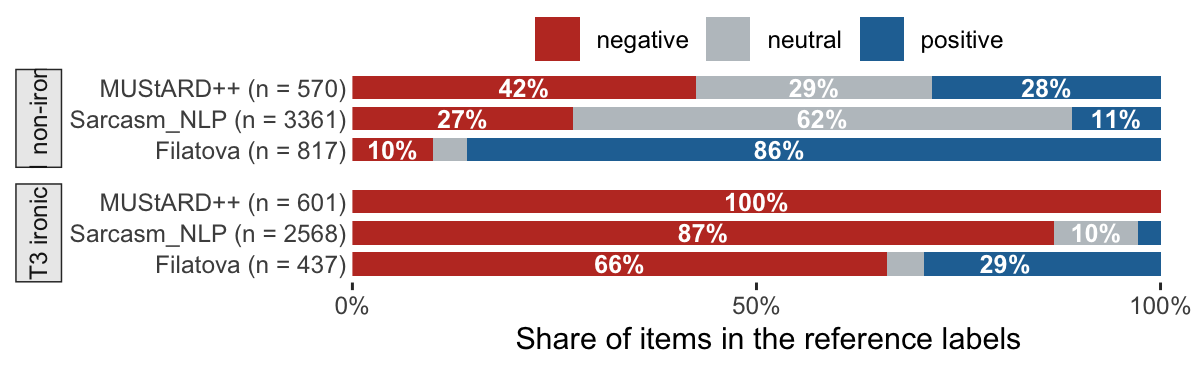 negative neutral positive
non-iron
MUStARD++ (n = 570) 42% 29% 28%
Sarcasm_NLP (n = 3361) 27% 62% 11%
Filatova (n = 817) 10% 86%
T3 ironic
MUStARD++ (n = 601) 100%
Sarcasm_NLP (n = 2568) 87% 10%
Filatova (n = 437) 66% 29%
0% 50% 100%
Share of items in the reference labels